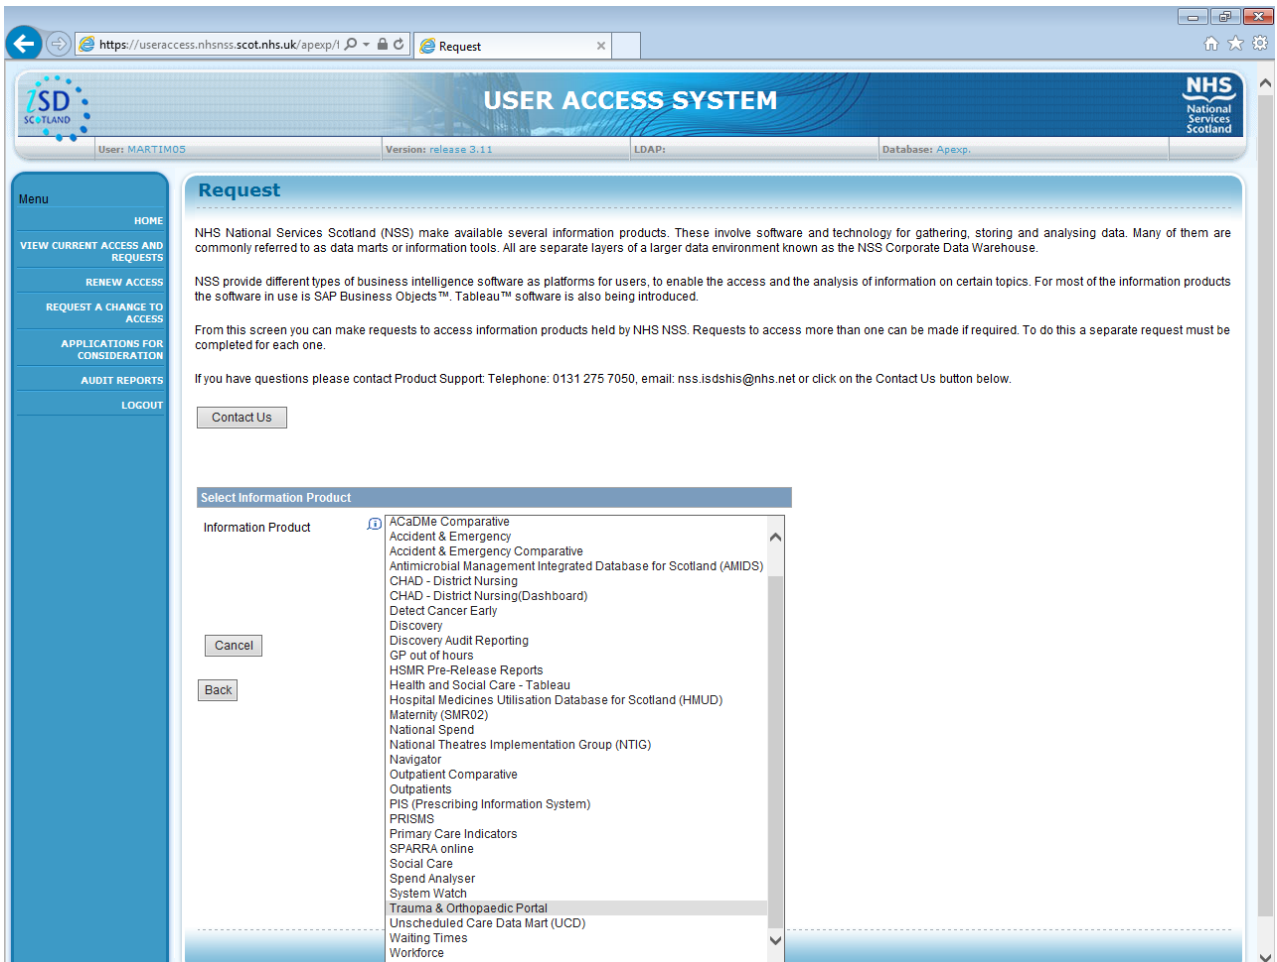 https://useraccess.nhsnss.scot.nhs.uk/apexp/f
Request
iSD
SCOTLAND
USER ACCESS SYSTEM
NHS
National
Services
Scotland
User: MARTIM05 Version: release 3.11 LDAP: Database: Apexp.
Menu
HOME
VIEW CURRENT ACCESS AND
REQUESTS
RENEW ACCESS
REQUEST A CHANGE TO
ACCESS
APPLICATIONS FOR
CONSIDERATION
AUDIT REPORTS
LOGOUT
Request
NHS National Services Scotland (NSS) make available several information products. These involve software and technology for gathering, storing and analysing data. Many of them are
commonly referred to as data marts or information tools. All are separate layers of a larger data environment known as the NSS Corporate Data Warehouse.
NSS provide different types of business intelligence software as platforms for users, to enable the access and the analysis of information on certain topics. For most of the information products
the software in use is SAP Business Objects™. Tableau™ software is also being introduced.
From this screen you can make requests to access information products held by NHS NSS. Requests to access more than one can be made if required. To do this a separate request must be
completed for each one.
If you have questions please contact Product Support: Telephone: 0131 275 7050, email: nss.isdshis@nhs.net or click on the Contact Us button below.
Contact Us
Select Information Product
Information Product
ACaDMe Comparative
Accident & Emergency
Accident & Emergency Comparative
Antimicrobial Management Integrated Database for Scotland (AMIDS)
CHAD - District Nursing
CHAD - District Nursing(Dashboard)
Detect Cancer Early
Discovery
Discovery Audit Reporting
GP out of hours
HSMR Pre-Release Reports
Health and Social Care - Tableau
Hospital Medicines Utilisation Database for Scotland (HMUD)
Maternity (SMR02)
National Spend
National Theatres Implementation Group (NTIG)
Navigator
Outpatient Comparative
Outpatients
PIS (Prescribing Information System)
PRISMS
Primary Care Indicators
SPARRA online
Social Care
Spend Analyser
System Watch
Trauma & Orthopaedic Portal
Unscheduled Care Data Mart (UCD)
Waiting Times
Workforce
Cancel
Back